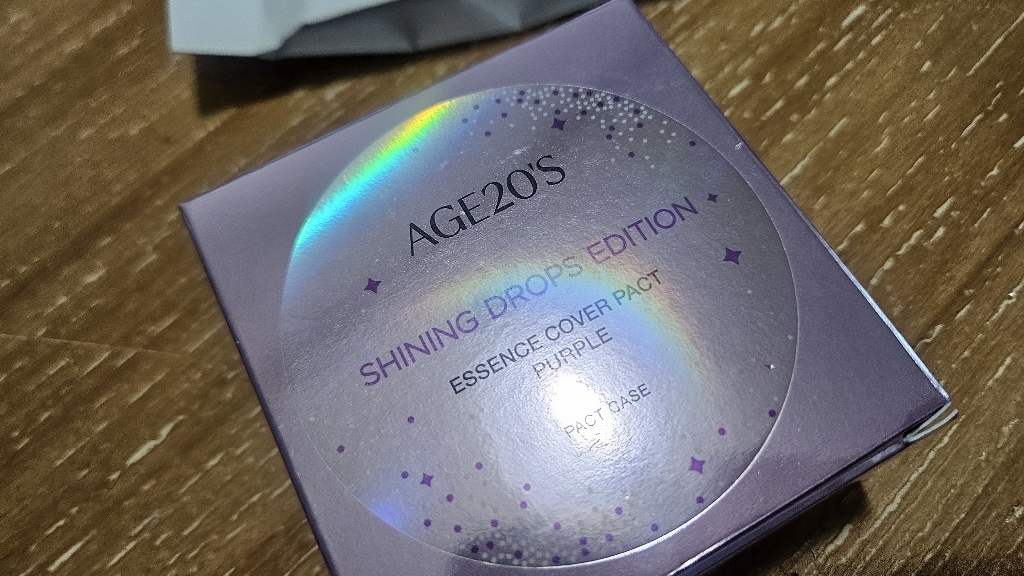 AGE20'S
SHINING DROPS EDITION
ESSENCE COVER PACT
PURPLE
PACT CASE